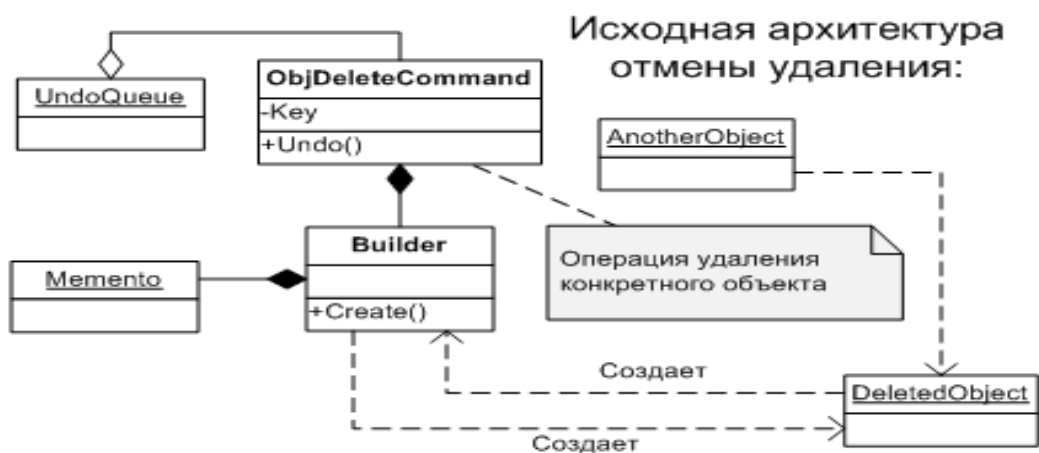 Исходная архитектура
отмены удаления:
UndoQueue
ObjDeleteCommand
-Key
+Undo()
AnotherObject
Builder
+Create()
Memento
Операция удаления
конкретного объекта
Создает
DeletedObject
Создает